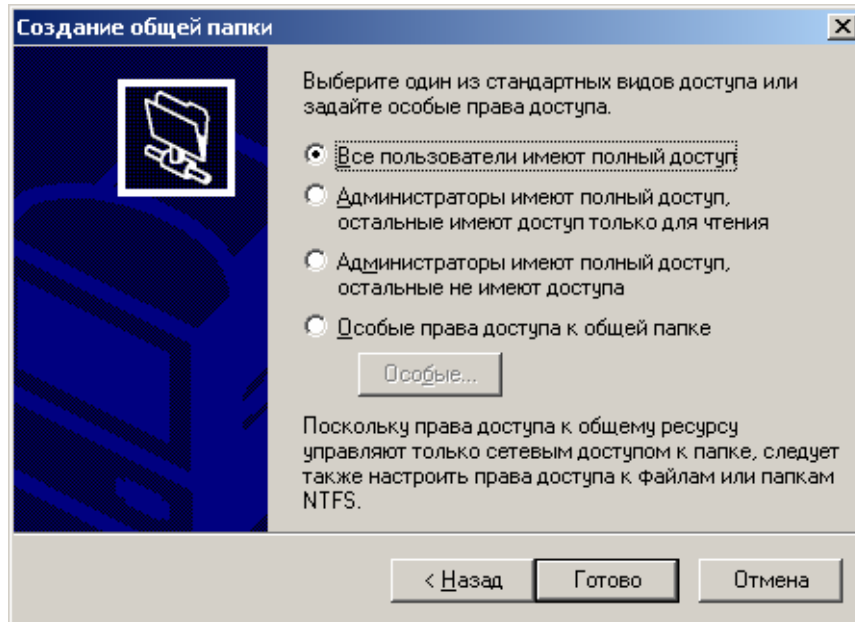 Создание общей папки
Выберите один из стандартных видов доступа или
задайте особые права доступа.
Все пользователи имеют полный доступ
Администраторы имеют полный доступ,
остальные имеют доступ только для чтения
Администраторы имеют полный доступ,
остальные не имеют доступа
Особые права доступа к общей папке
Особые...
Поскольку права доступа к общему ресурсу
управляют только сетевым доступом к папке, следует
также настроить права доступа к файлам или папкам
NTFS.
< Назад Готово Отмена